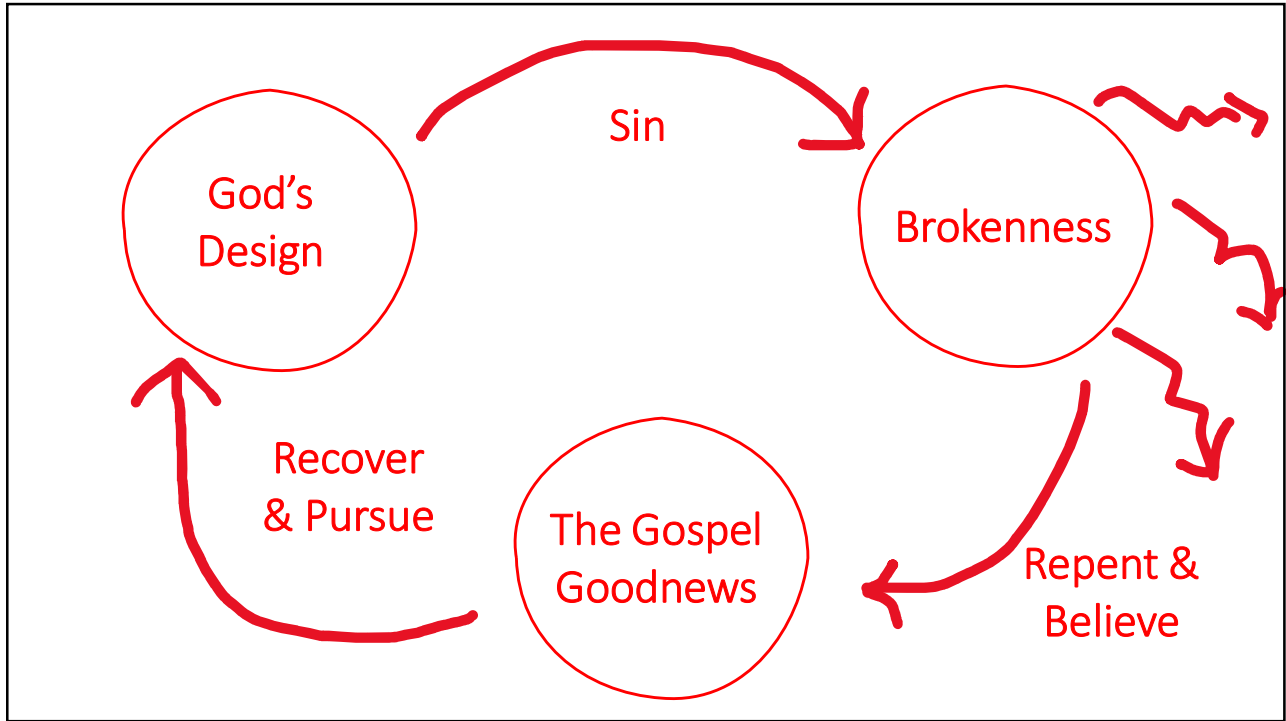 God’s
Design
Sin
Brokenness
Recover
& Pursue
The Gospel
Goodnews
Repent &
Believe